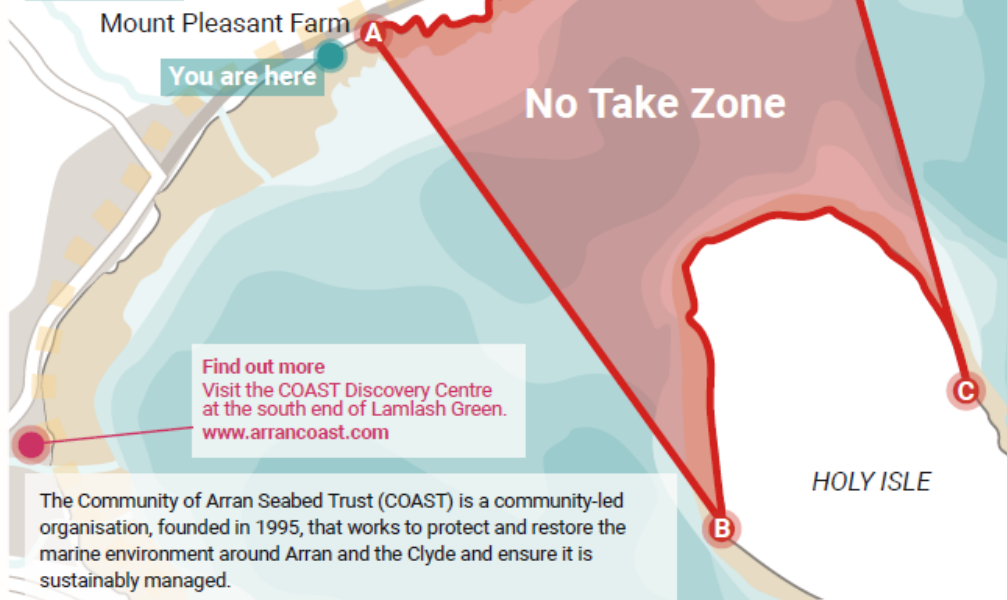 Mount Pleasant Farm
A
You are here
No Take Zone
Find out more
Visit the COAST Discovery Centre
at the south end of Lamlash Green.
www.arrancoast.com
C
HOLY ISLE
The Community of Arran Seabed Trust (COAST) is a community-led
organisation, founded in 1995, that works to protect and restore the
marine environment around Arran and the Clyde and ensure it is
sustainably managed.
B